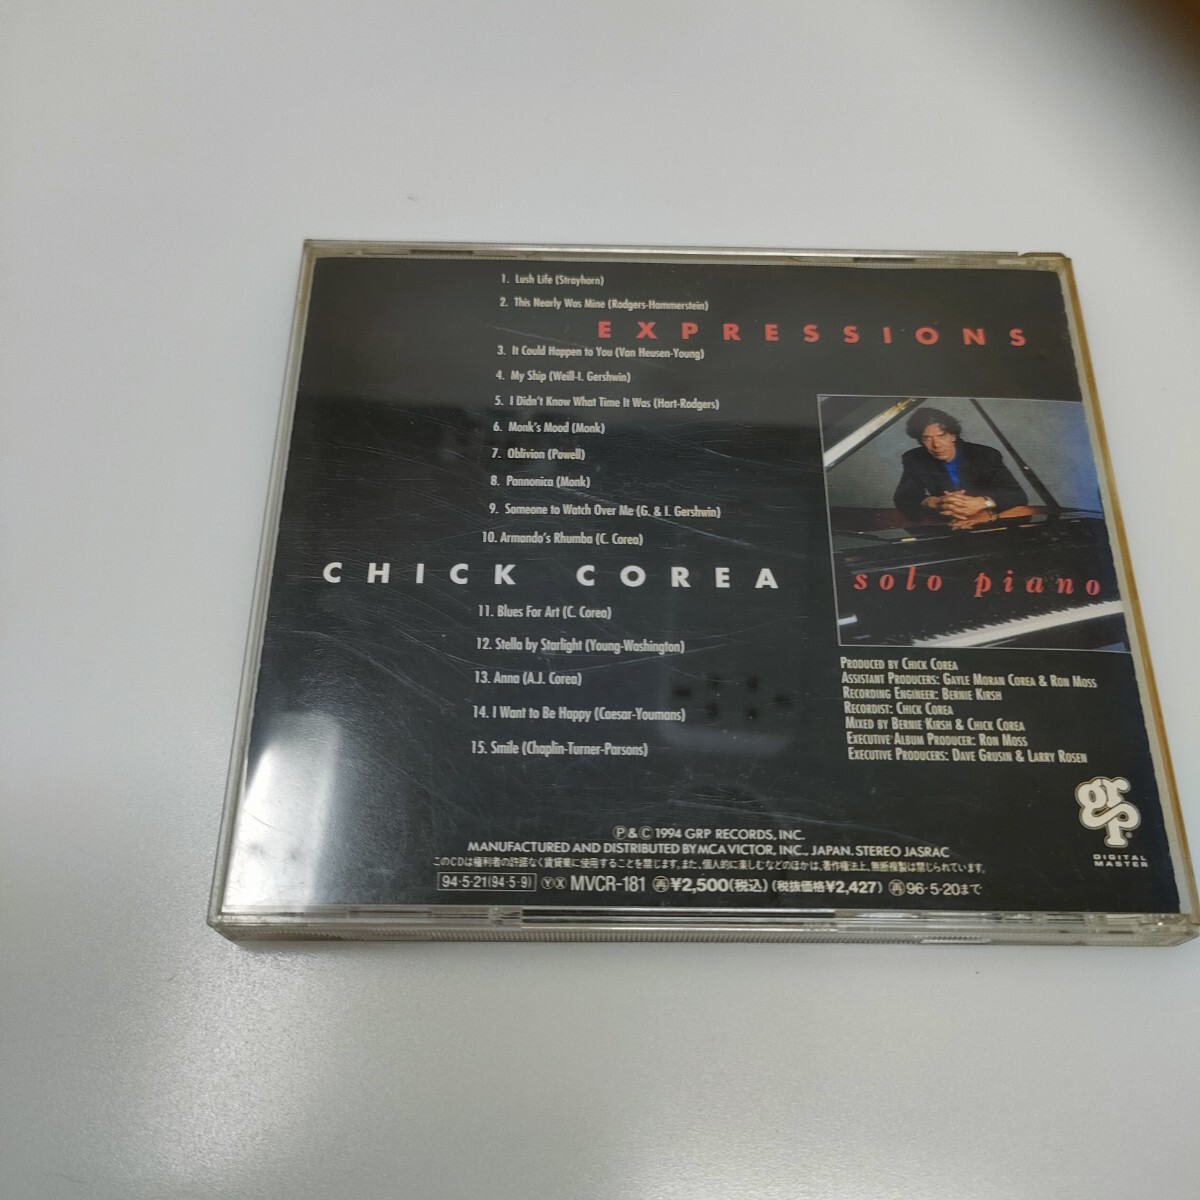 1. Lush Life (Strayhorn)
2. This Nearly Was Mine (Rodgers-Hammerstein)
EXPRESSIONS
3. It Could Happen to You (Van Heusen-Young)
4. My Ship (Weill-I. Gershwin)
5. I Didn't Know What Time It Was (Hart-Rodgers)
6. Monk's Mood (Monk)
7. Oblivion (Powell)
8. Pannonica (Monk)
9. Someone to Watch Over Me (G. & I. Gershwin)
10. Armando's Rhumba (C. Corea)
CHICK COREA
11. Blues For Art (C. Corea)
12. Stella by Starlight (Young-Washington)
13. Anna (A.J. Corea)
14. I Want to Be Happy (Caesar-Youmans)
15. Smile (Chaplin-Turner-Parsons)
solo piano
PRODUCED BY CHICK COREA
ASSISTANT PRODUCERS: GAYLE MORAN COREA & RON MOSS
RECORDING ENGINEER: BERNIE KIRSH
RECORDIST: CHICK COREA
MIXED BY BERNIE KIRSH & CHICK COREA
EXECUTIVE ALBUM PRODUCER: RON MOSS
EXECUTIVE PRODUCERS: DAVE GRUSIN & LARRY ROSEN
grp
DIGITAL
MASTER
Ⓟ&Ⓒ 1994 GRP RECORDS, INC.
MANUFACTURED AND DISTRIBUTED BY MCA VICTOR, INC., JAPAN. STEREO JASRAC
このCDは権利者の許諾なく賃貸業に使用することを禁じます。また、個人的に楽しむなどのほかは、著作権法上、無断複製は禁じられています。
94・5・21(94・5・9) ⓎⓍ MVCR-181 ㊢¥2,500(税込)(税抜価格¥2,427) ㊢96・5・20まで